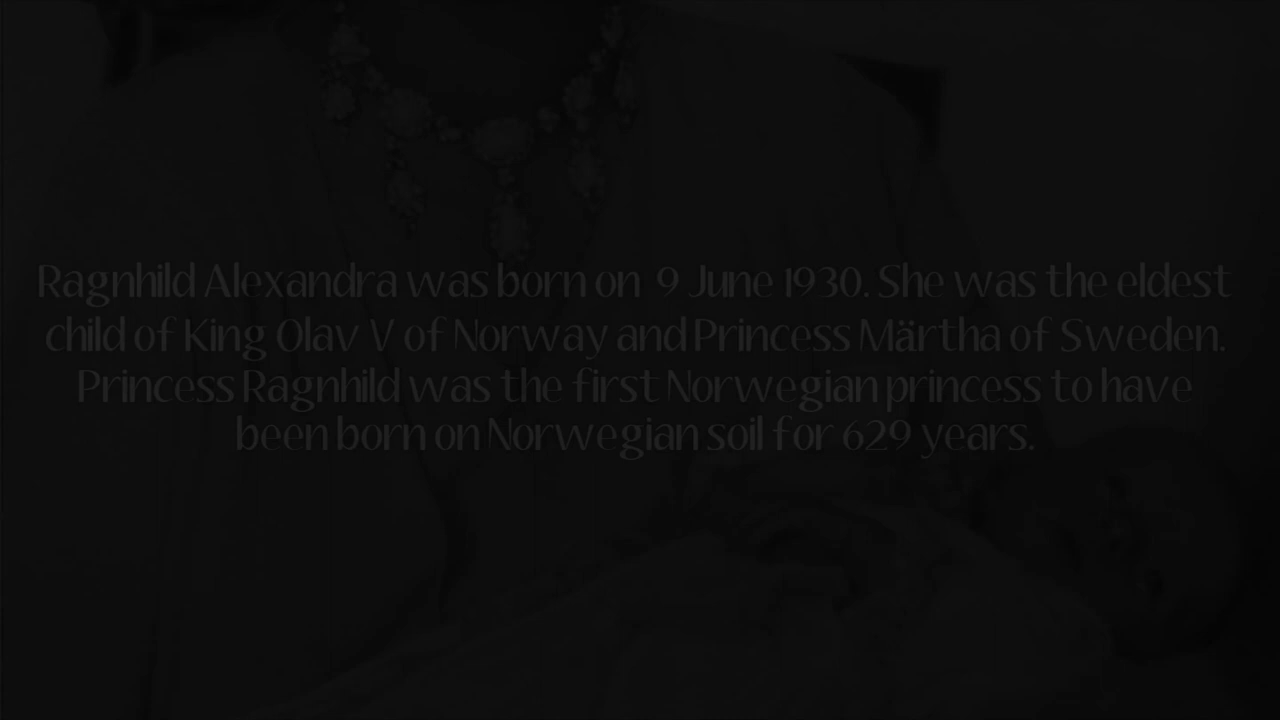 Ragnhild Alexandra was born on 9 June 1930. She was the eldest
child of King Olav V of Norway and Princess Märtha of Sweden.
Princess Ragnhild was the first Norwegian princess to have
been born on Norwegian soil for 629 years.